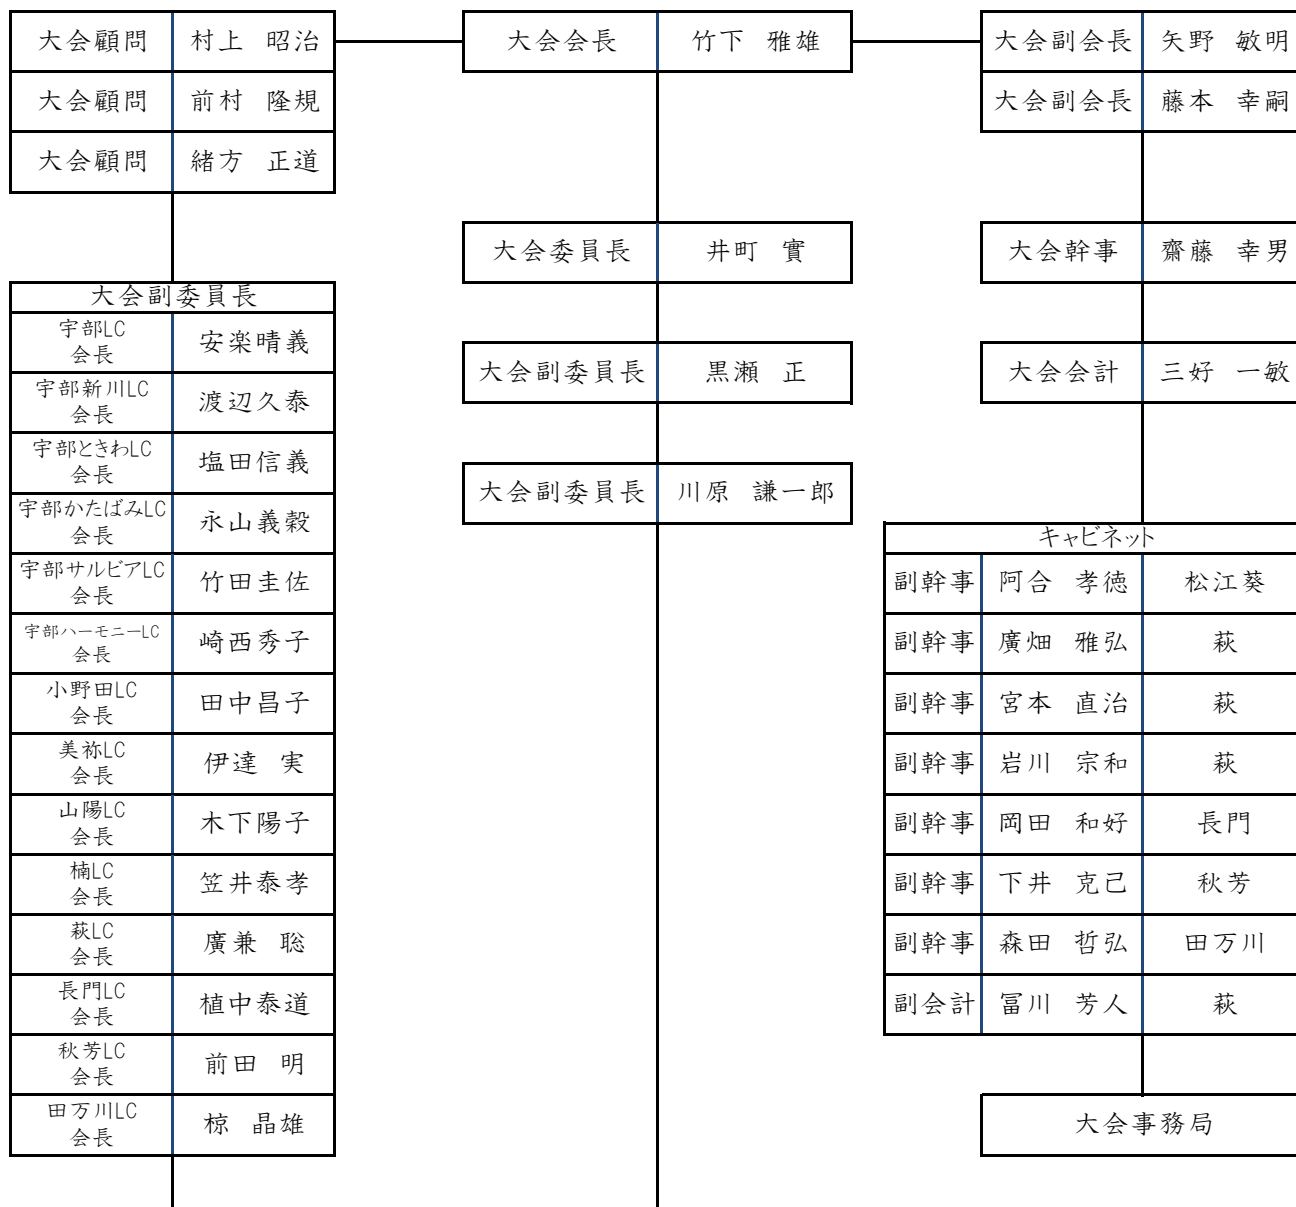 大会顧問 村上 昭治
大会顧問 前村 隆規
大会顧問 緒方 正道
大会副委員長
宇部LC
会長
安楽晴義
宇部新川LC
会長
渡辺久泰
宇部ときわLC
会長
塩田信義
宇部かたばみLC
会長
永山義毅
宇部サルビアLC
会長
竹田圭佐
宇部ハーモニーLC
会長
崎西秀子
小野田LC
会長
田中昌子
美祢LC
会長
伊達 実
山陽LC
会長
木下陽子
楠LC
会長
笠井泰孝
萩LC
会長
廣兼 聡
長門LC
会長
植中泰道
秋芳LC
会長
前田 明
田万川LC
会長
椋 晶雄
大会会長 竹下 雅雄
大会委員長 井町 實
大会副委員長 黒瀬 正
大会副委員長 川原 謙一郎
大会副会長 矢野 敏明
大会副会長 藤本 幸嗣
大会幹事 齋藤 幸男
大会会計 三好 一敏
キャビネット
副幹事 阿合 孝徳 松江葵
副幹事 廣畑 雅弘 萩
副幹事 宮本 直治 萩
副幹事 岩川 宗和 萩
副幹事 岡田 和好 長門
副幹事 下井 克己 秋芳
副幹事 森田 哲弘 田万川
副会計 冨川 芳人 萩
大会事務局